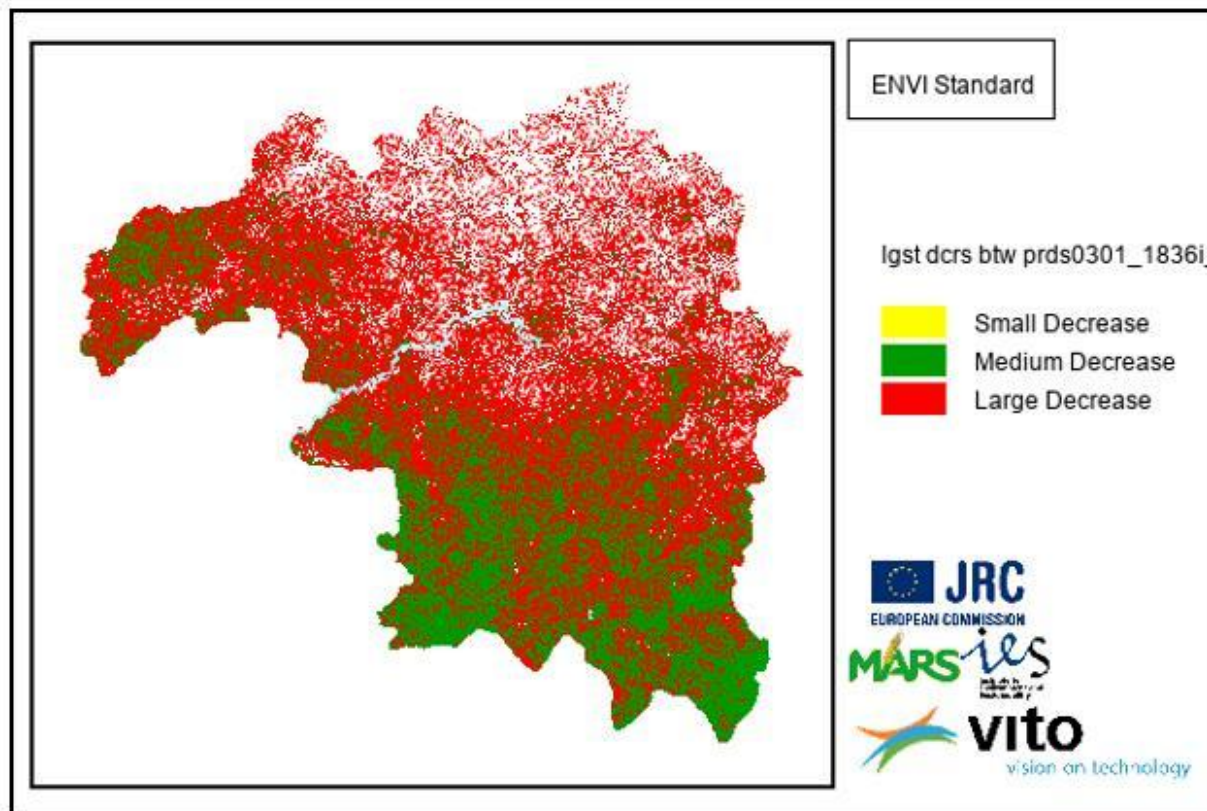 ENVI Standard
lgst dcrs btw prds0301_1836i_
Small Decrease
Medium Decrease
Large Decrease
JRC
EUROPEAN COMMISSION
MARS ies
vito
vision on technology